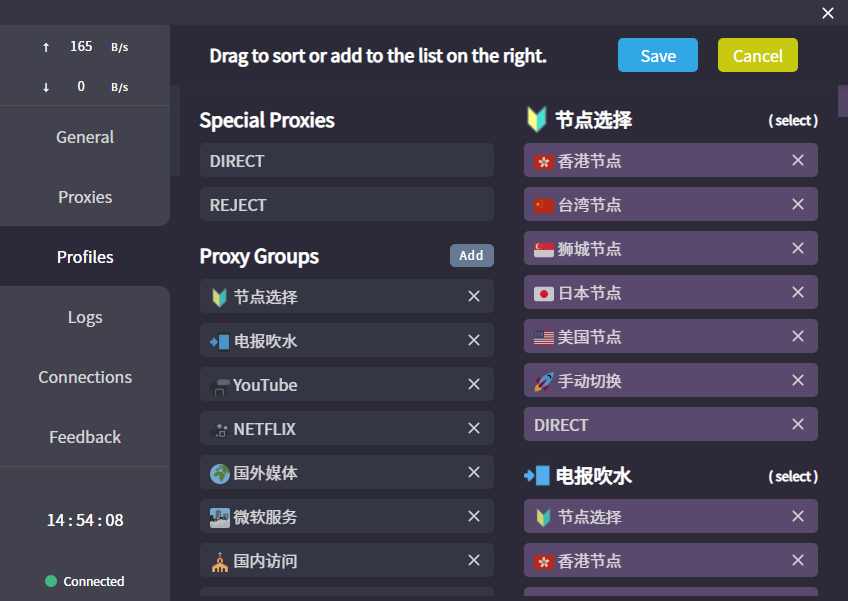 ↑ 165 B/s
↓ 0 B/s
General
Proxies
Profiles
Logs
Connections
Feedback
14 : 54 : 08
Connected
Drag to sort or add to the list on the right.
Save
Cancel
Special Proxies
DIRECT
REJECT
Proxy Groups
Add
节点选择
电报吹水
YouTube
NETFLIX
国外媒体
微软服务
国内访问
节点选择 ( select )
香港节点
台湾节点
狮城节点
日本节点
美国节点
手动切换
DIRECT
电报吹水 ( select )
节点选择
香港节点